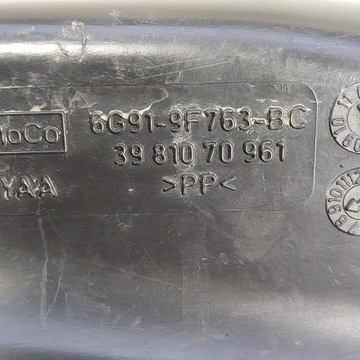 MoCo 6G91-9F763-BC
39 810 70 961
YAA >PP<